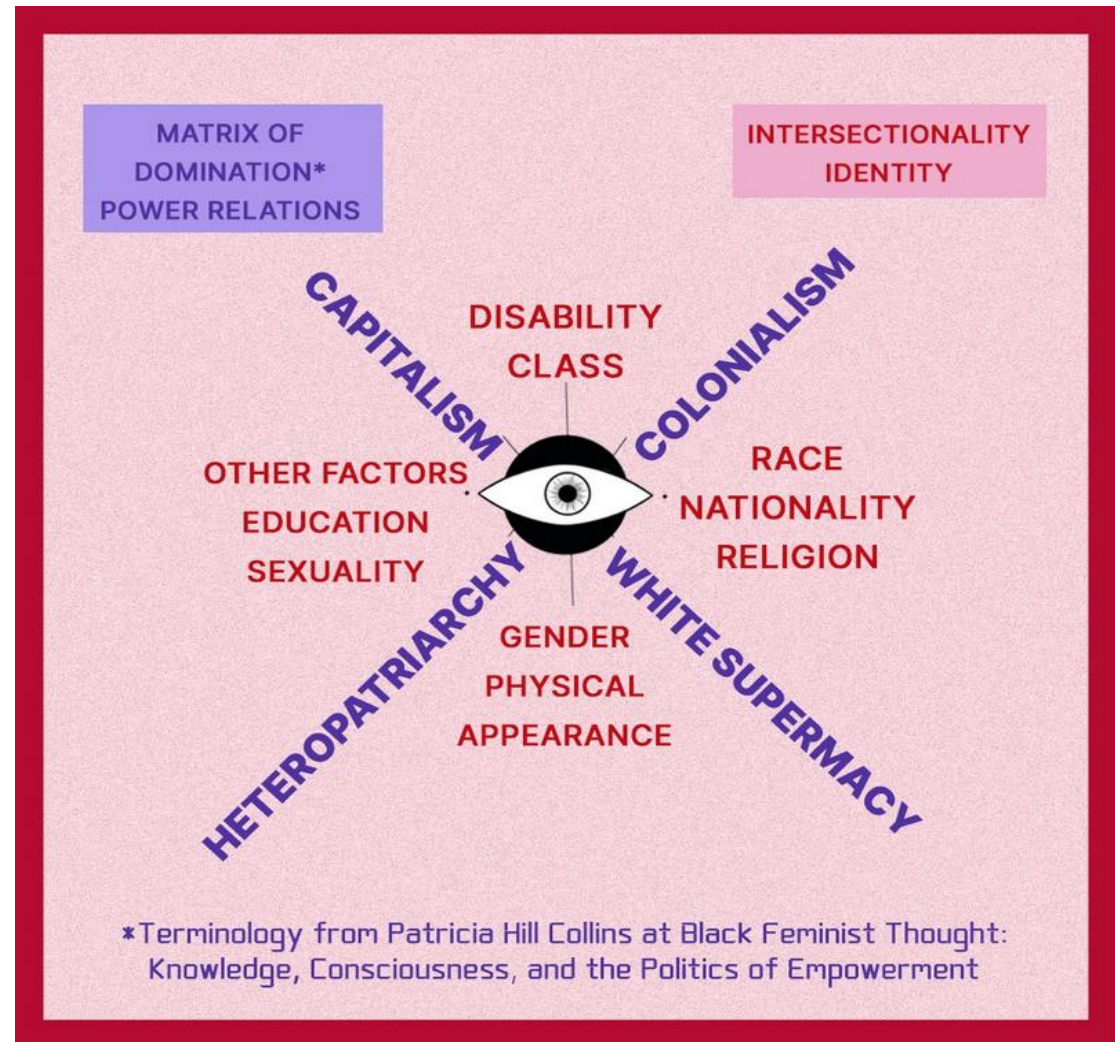 MATRIX OF
DOMINATION*
POWER RELATIONS
INTERSECTIONALITY
IDENTITY
CAPITALISM
DISABILITY
CLASS
COLONIALISM
OTHER FACTORS
EDUCATION
SEXUALITY
RACE
NATIONALITY
RELIGION
HETEROPATRIARCHY
GENDER
PHYSICAL
APPEARANCE
WHITE SUPREMACY
*Terminology from Patricia Hill Collins at Black Feminist Thought:
Knowledge, Consciousness, and the Politics of Empowerment